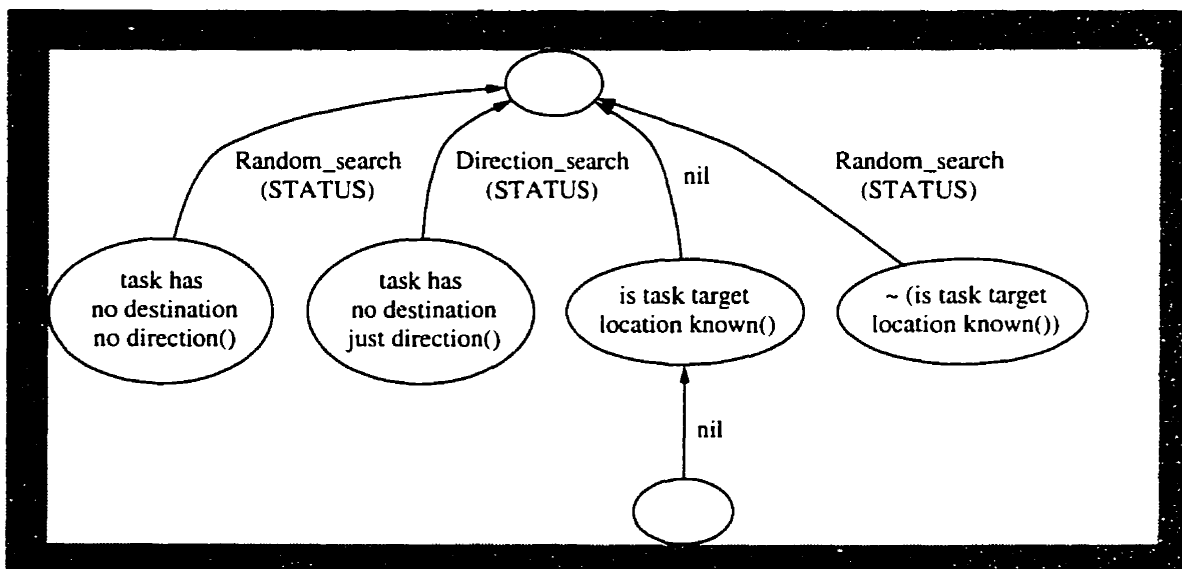 Random_search
(STATUS)
Direction_search
(STATUS)
nil
Random_search
(STATUS)
task has
no destination
no direction()
task has
no destination
just direction()
is task target
location known()
~ (is task target
location known())
nil